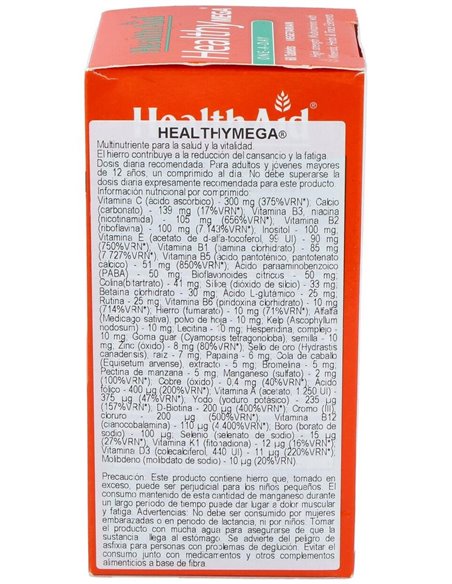 HealthAid
Healthy MEGA®
ONE-A-DAY
60 Tablets VEGETARIAN
HealthAid®
HEALTHYMEGA®
Multinutriente para la salud y la vitalidad.
El hierro contribuye a la reducción del cansancio y la fatiga.
Dosis diaria recomendada: Para adultos y jóvenes mayores
de 12 años, un comprimido al día. No debe superarse la
dosis diaria expresamente recomendada para este producto.
Información nutricional por comprimido:
Vitamina C (ácido ascórbico) - 300 mg (375%VRN*), Calcio
(carbonato) - 139 mg (17%VRN*), Vitamina B3, niacina
(nicotinamida) - 105 mg (656%VRN*), Vitamina B2
(riboflavina) - 100 mg (7.143%VRN*), Inositol - 100 mg,
Vitamina E (acetato de d-alfa-tocoferol, 99 UI) - 90 mg
(750%VRN*), Vitamina B1 (tiamina clorhidrato) - 85 mg
(7.727%VRN*), Vitamina B5 (ácido pantoténico, pantotenato
cálcico) - 51 mg (850%VRN*), Acido paraaminobenzoico
(PABA) - 50 mg, Bioflavonoides cítricos - 50 mg,
Colina(bitartrato) - 41 mg, Sílice(dióxido de silicio) - 33 mg,
Betaína clorhidrato - 30 mg, Acido L-glutámico - 25 mg,
Rutina - 25 mg, Vitamina B6 (piridoxina clorhidrato) - 10 mg
(714%VRN*), Hierro (fumarato) - 10 mg (71%VRN*), Alfalfa
(Medicago sativa), polvo de hoja - 10 mg, Kelp (Ascophyllum
nodosum) - 10 mg, Lecitina - 10 mg, Hesperidina, complejo -
10 mg, Goma guar (Cyamopsis tetragonoloba), semilla - 10
mg, Zinc (óxido) - 8 mg (80%VRN*), Sello de oro (Hydrastis
canadensis), raíz - 7 mg, Papaína - 6 mg, Cola de caballo
(Equisetum arvense), extracto - 5 mg, Bromelina - 5 mg,
Pectina de manzana - 5 mg, Manganeso (sulfato) - 2 mg
(100%VRN*), Cobre (óxido) - 0,4 mg (40%VRN*), Acido
fólico - 400 µg (200%VRN*), Vitamina A (acetato, 1.250 UI) -
375 µg (47%VRN*), Yodo (yoduro potásico) - 235 µg
(157%VRN*), D-Biotina - 200 µg (400%VRN*), Cromo (III),
cloruro - 200 µg (500%VRN*), Vitamina B12
(cianocobalamina) - 110 µg (4.400%VRN*), Boro (borato de
sodio) - 100 µg, Selenio (selenato de sodio) - 15 µg
(27%VRN*), Vitamina K1 (fitonadiona) - 12 µg (16%VRN*),
Vitamina D3 (colecalciferol, 440 UI) - 11 µg (220%VRN*),
Molibdeno (molibdato de sodio) - 10 µg (20%VRN).
Precaución: Este producto contiene hierro que, tomado en
exceso, puede ser perjudicial para los niños pequeños. El
consumo mantenido de esta cantidad de manganeso durante
un largo periodo de tiempo puede dar lugar a dolor muscular
y fatiga. Advertencias: No debe ser consumido por mujeres
embarazadas o en periodo de lactancia, ni por niños. Tomar
el producto con mucha agua para asegurarse de que la
sustancia llega al estómago. Se advierte del peligro de
asfixia para personas con problemas de deglución. Evitar el
consumo con medicamentos y otros complementos
alimenticios a base de fibra.